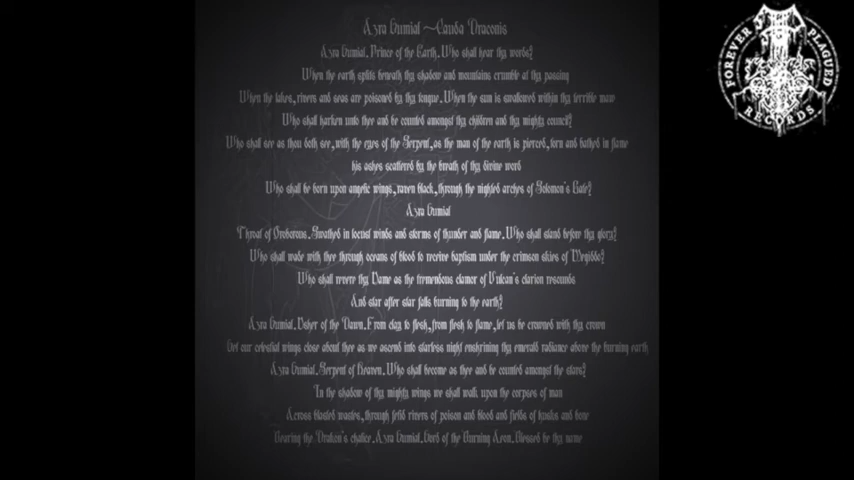 Azra Lumial ~Cauda Draconis
Azra Lumial. Prince of the Earth. Who shall hear thy words?
When the earth splits beneath thy shadow and mountains crumble at thy passing
When the lakes, rivers and seas are poisoned by thy tongue. When the sun is swallowed within thy terrible maw
Who shall harken unto thee and be counted amongst thy children and thy mighty council?
Who shall see as thou doth see, with the eyes of the Serpent, as the man of the earth is pierced, torn and bathed in flame
his ashes scattered by the breath of thy divine word
Who shall be born upon angelic wings, raven black, through the nighted arches of Solomon's Gate?
Azra Lumial
Throat of Oroborous. Swathed in locust winds and storms of thunder and flame. Who shall stand before thy glory?
Who shall wade with thee through oceans of blood to receive baptism under the crimson skies of Megiddo?
Who shall revere thy Name as the tremendous clamor of Vulcan's clarion resounds
And star after star falls burning to the earth?
Azra Lumial. Usher of the Dawn. From clay to flesh, from flesh to flame, let us be crowned with thy crown
Let our celestial wings close about thee as we ascend into starless night enshrining thy emerald radiance above the burning earth
Azra Lumial. Serpent of Heaven. Who shall become as thee and be counted amongst the stars?
In the shadow of thy mighty wings we shall walk upon the corpses of man
Across blasted wastes, through fetid rivers of poison and blood and fields of husks and bone
Bearing the Drakon's chalice. Azra Lumial. Lord of the Burning Aeon. Blessed be thy name
FOREVER PLAGUED RECORDS